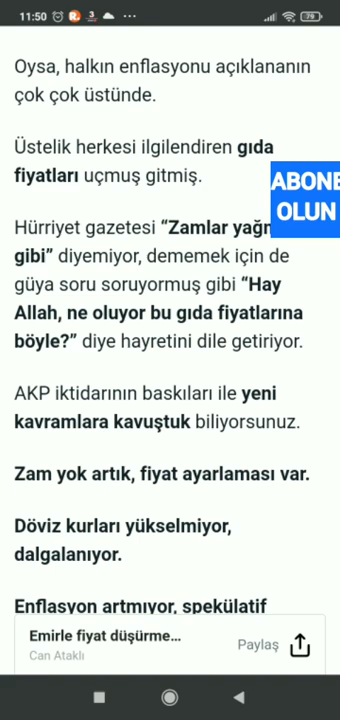 11:50
3
79
Oysa, halkın enflasyonu açıklananın
çok çok üstünde.
Üstelik herkesi ilgilendiren gıda
fiyatları uçmuş gitmiş.
ABONE
OLUN
Hürriyet gazetesi “Zamlar
gibi” diyemiyor, dememek için de
güya soru soruyormuş gibi “Hay
Allah, ne oluyor bu gıda fiyatlarına
böyle?” diye hayretini dile getiriyor.
AKP iktidarının baskıları ile yeni
kavramlara kavuştuk biliyorsunuz.
Zam yok artık, fiyat ayarlaması var.
Döviz kurları yükselmiyor,
dalgalanıyor.
Enflasyon artmıyor, spekülatif
Emirle fiyat düşürme...
Can Ataklı
Paylaş